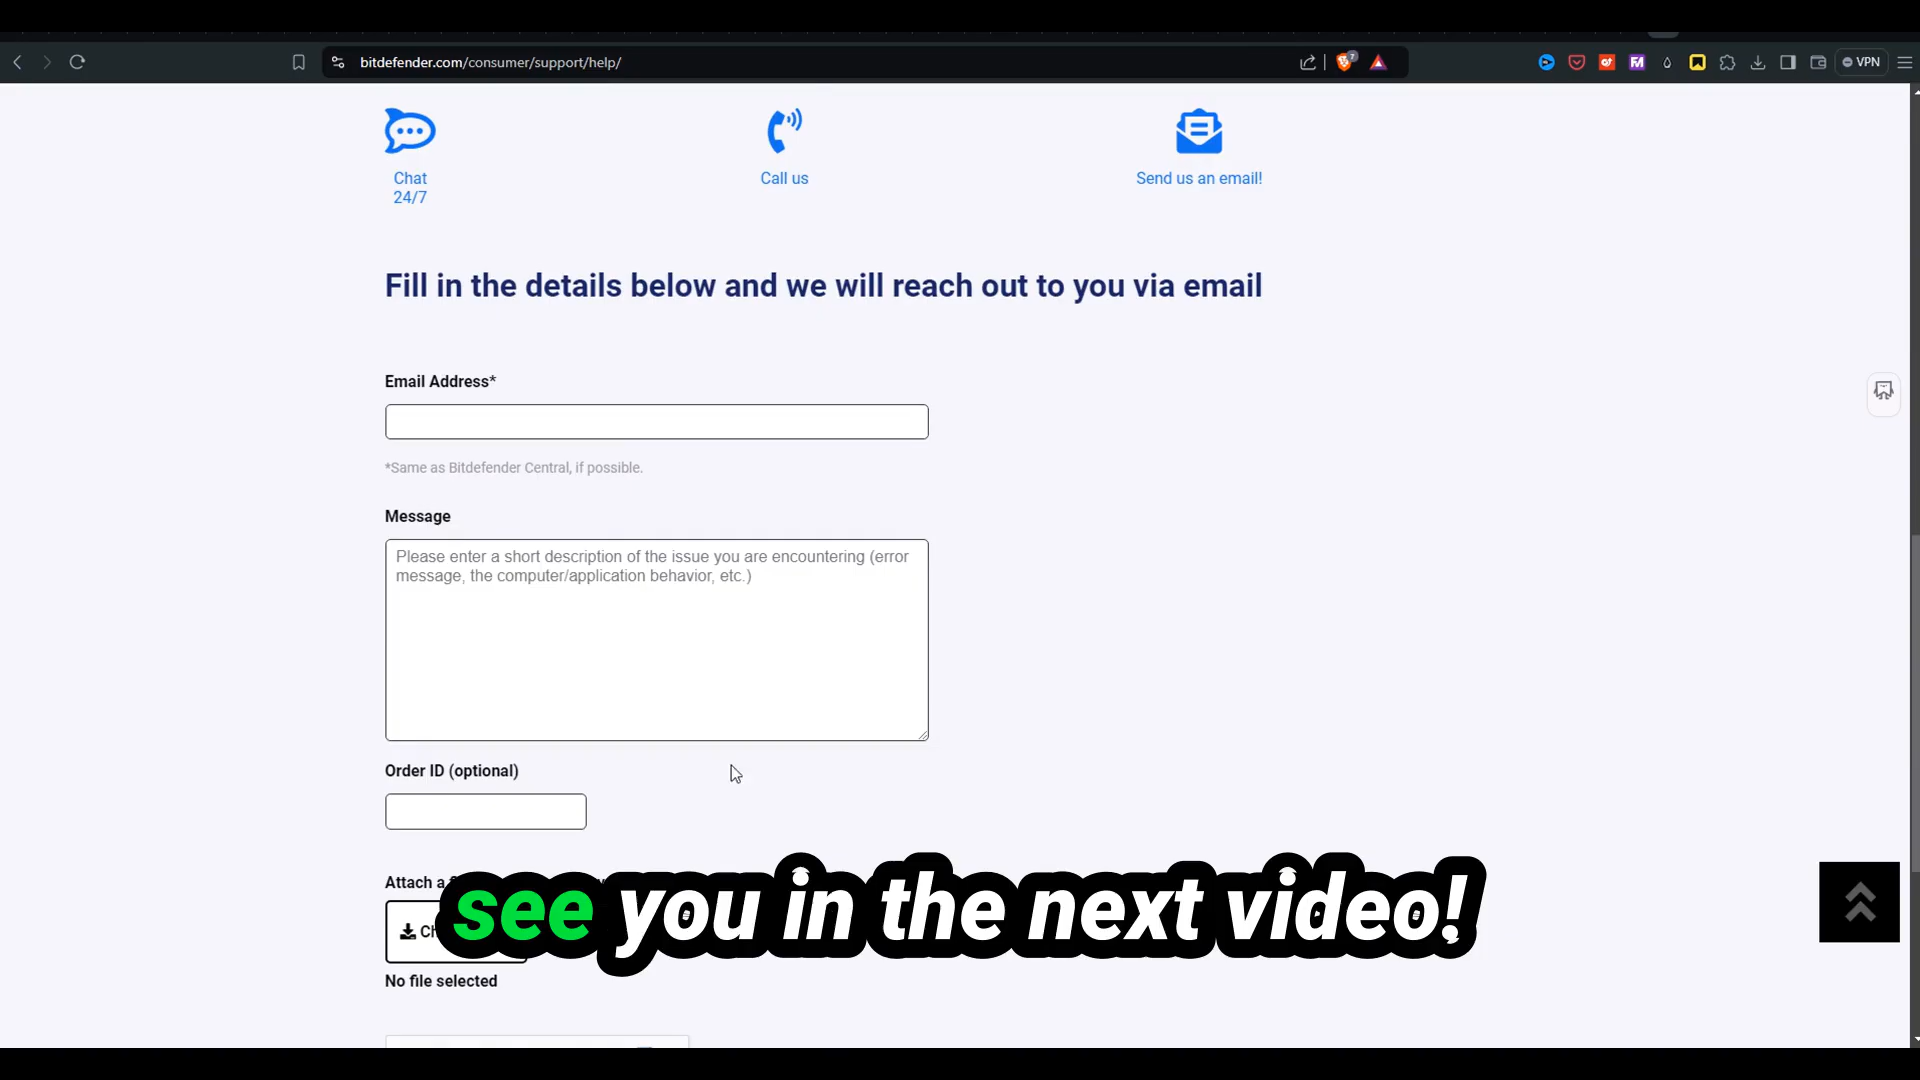 bitdefender.com/consumer/support/help/
7
VPN
Chat
24/7
Call us
Send us an email!
Fill in the details below and we will reach out to you via email
Email Address*
*Same as Bitdefender Central, if possible.
Message
Please enter a short description of the issue you are encountering (error
message, the computer/application behavior, etc.)
Order ID (optional)
Attach a
see you in the next video!
No file selected